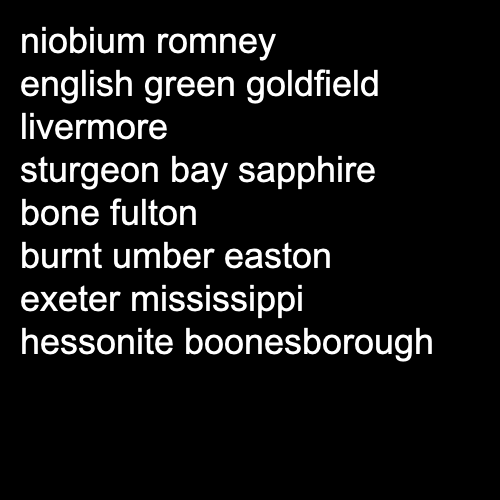 niobium romney
english green goldfield
livermore
sturgeon bay sapphire
bone fulton
burnt umber easton
exeter mississippi
hessonite boonesborough